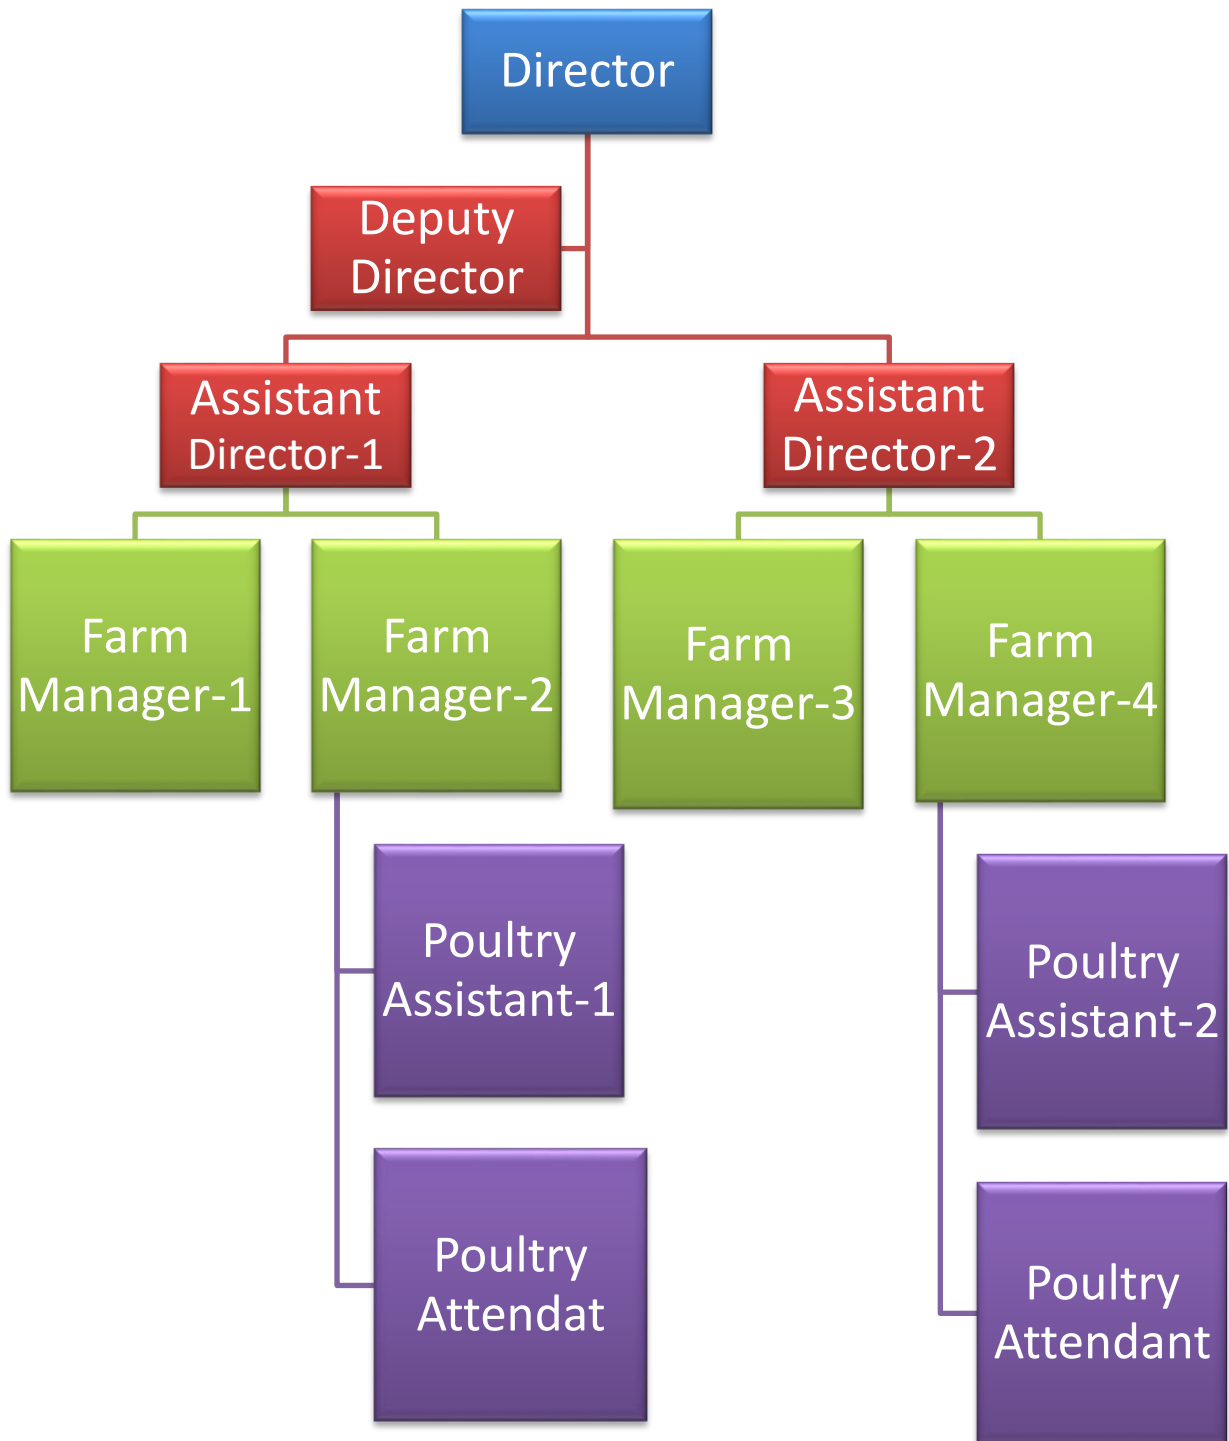 Director
Deputy
Director
Assistant
Director-1
Assistant
Director-2
Farm
Manager-1
Farm
Manager-2
Farm
Manager-3
Farm
Manager-4
Poultry
Assistant-1
Poultry
Assistant-2
Poultry
Attendat
Poultry
Attendant